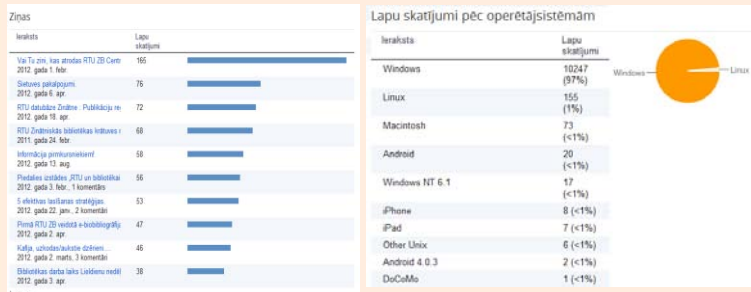 Ziņas
Ieraksts Lapu skatījumi
Vai Tu zini, kas atrodas RTU ZB Centr 165
2012. gada 1. febr.
Sietuves pakalpojumi. 76
2012. gada 6. apr.
RTU datubāze Zinātne : Publikāciju re 72
2012. gada 18. apr.
RTU Zinātniskās bibliotēkas krātuves 68
2011. gada 24. febr.
Informācija pirmkursniekiem! 58
2012. gada 13. aug.
Piedalies izstādes „RTU un bibliotēkai 56
2012. gada 3. febr., 1 komentārs
5 efektīvas lasīšanas stratēģijas. 53
2012. gada 22. janv., 2 komentāri
Pirmā RTU ZB veidotā e-biobibliogrāfij 47
2012. gada 2. apr.
Kafija, uzkodas/aukstie dzērieni... 46
2012. gada 2. marts, 3 komentāri
Bibliotēkas darba laiks Lieldienu nedēļ 38
2012. gada 3. apr.
Lapu skatījumi pēc operētājsistēmām
Ieraksts Lapu skatījumi
Windows 10247 (97%)
Linux 155 (1%)
Macintosh 73 (<1%)
Android 20 (<1%)
Windows NT 6.1 17 (<1%)
iPhone 8 (<1%)
iPad 7 (<1%)
Other Unix 6 (<1%)
Android 4.0.3 2 (<1%)
DoCoMo 1 (<1%)
Windows
Linux